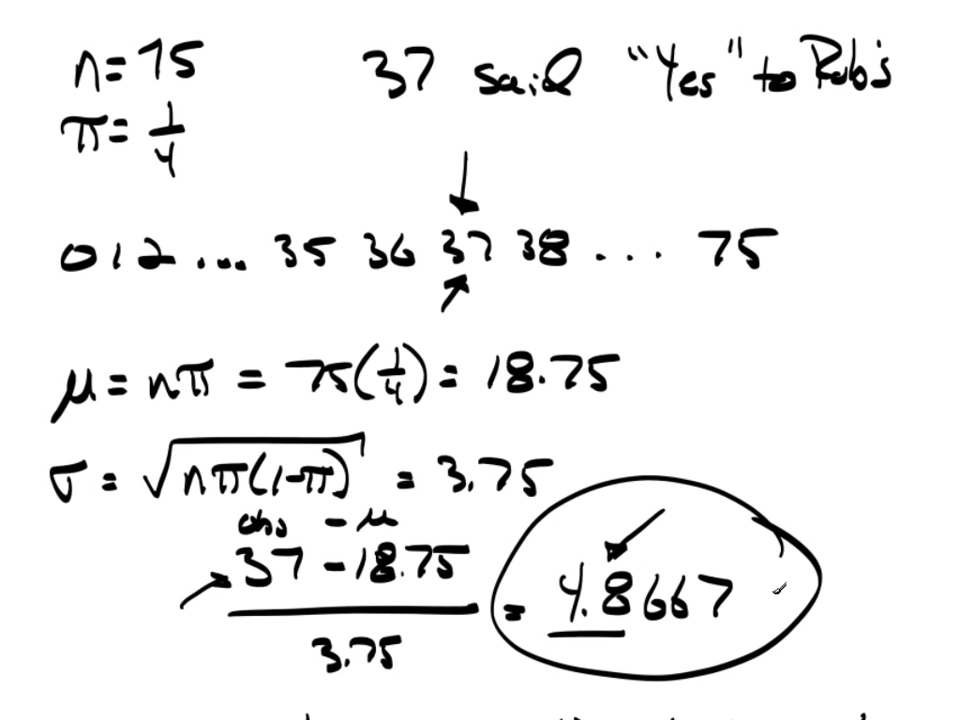 n = 75 37 said "Yes" to Rob's
π = 1/4
0 1 2 ... 35 36 37 38 ... 75
μ = nπ = 75(1/4) = 18.75
σ = √nπ(1-π) = 3.75
obs - μ
37 - 18.75
= 4.8667
3.75